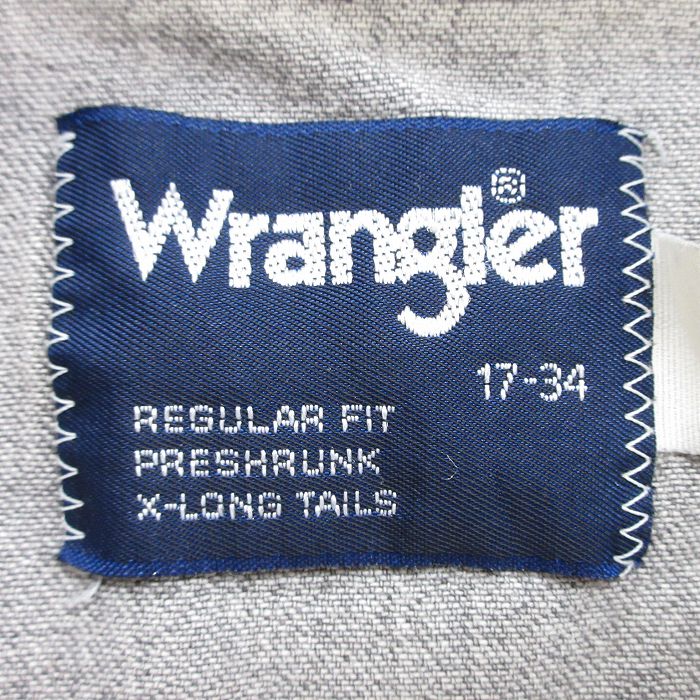 Wrangler®
17-34
REGULAR FIT
PRESHRUNK
X-LONG TAILS